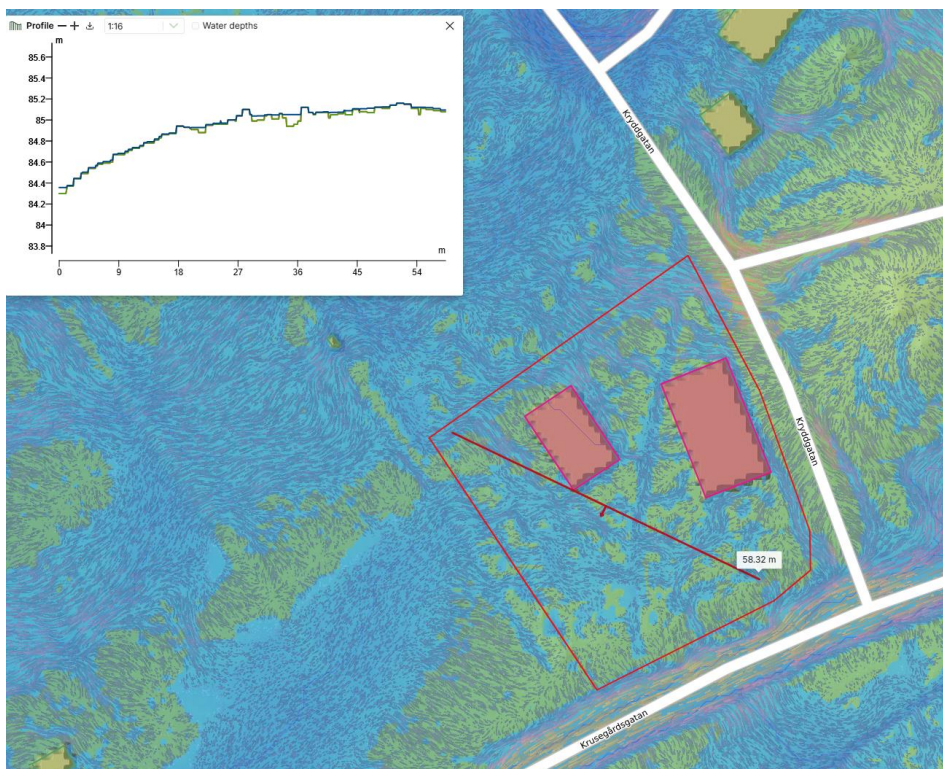 Profile 1:16 Water depths
m
85.6
85.4
85.2
85
84.8
84.6
84.4
84.2
84
83.8
m
0 9 18 27 36 45 54
Kryddgatan
Kryddgatan
58.32 m
Krusegårdsgatan